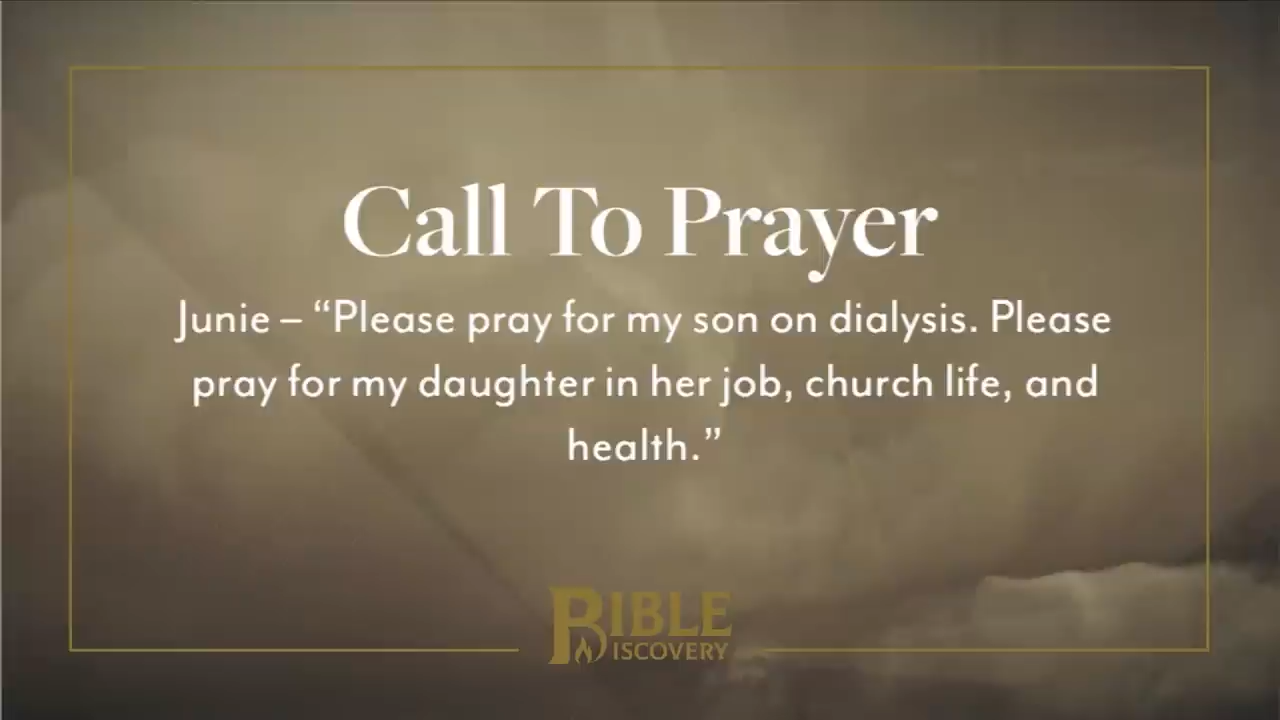 Call To Prayer
Junie – “Please pray for my son on dialysis. Please
pray for my daughter in her job, church life, and
health.”
BIBLE
DISCOVERY